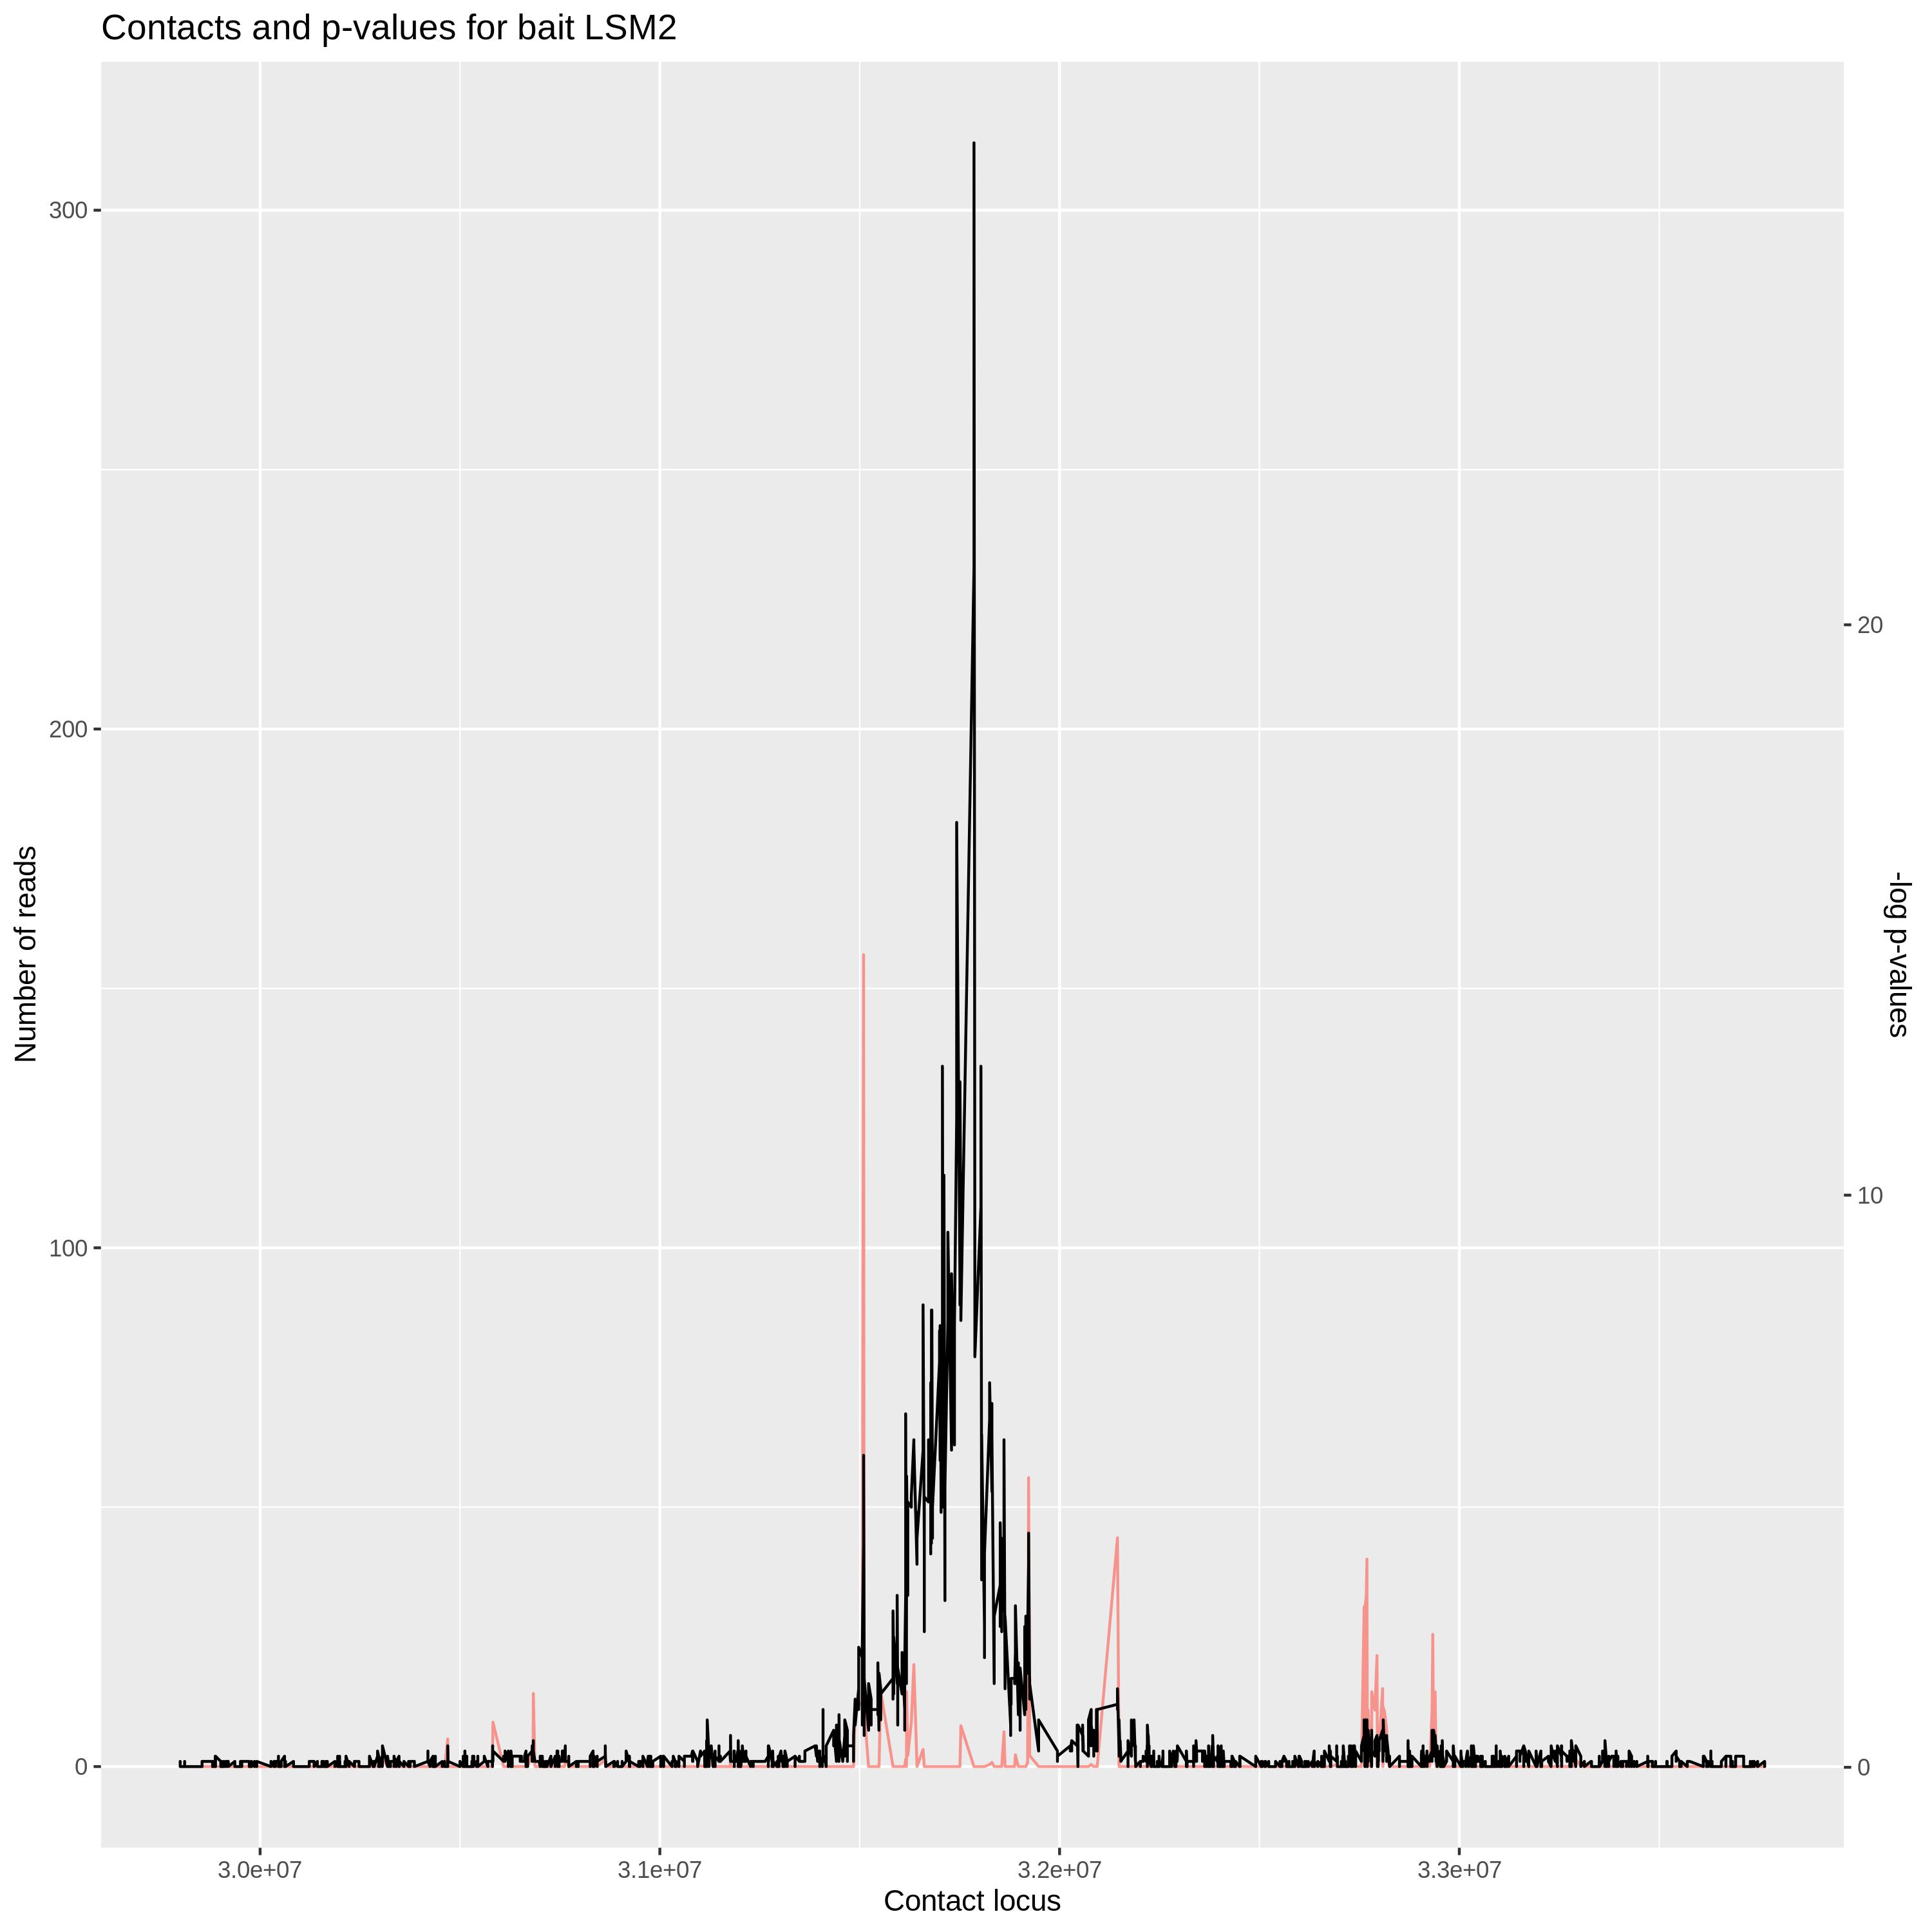 Contacts and p-values for bait LSM2
300
200
100
0
Number of reads
20
10
0
-log p-values
3.0e+07
3.1e+07
3.2e+07
3.3e+07
Contact locus